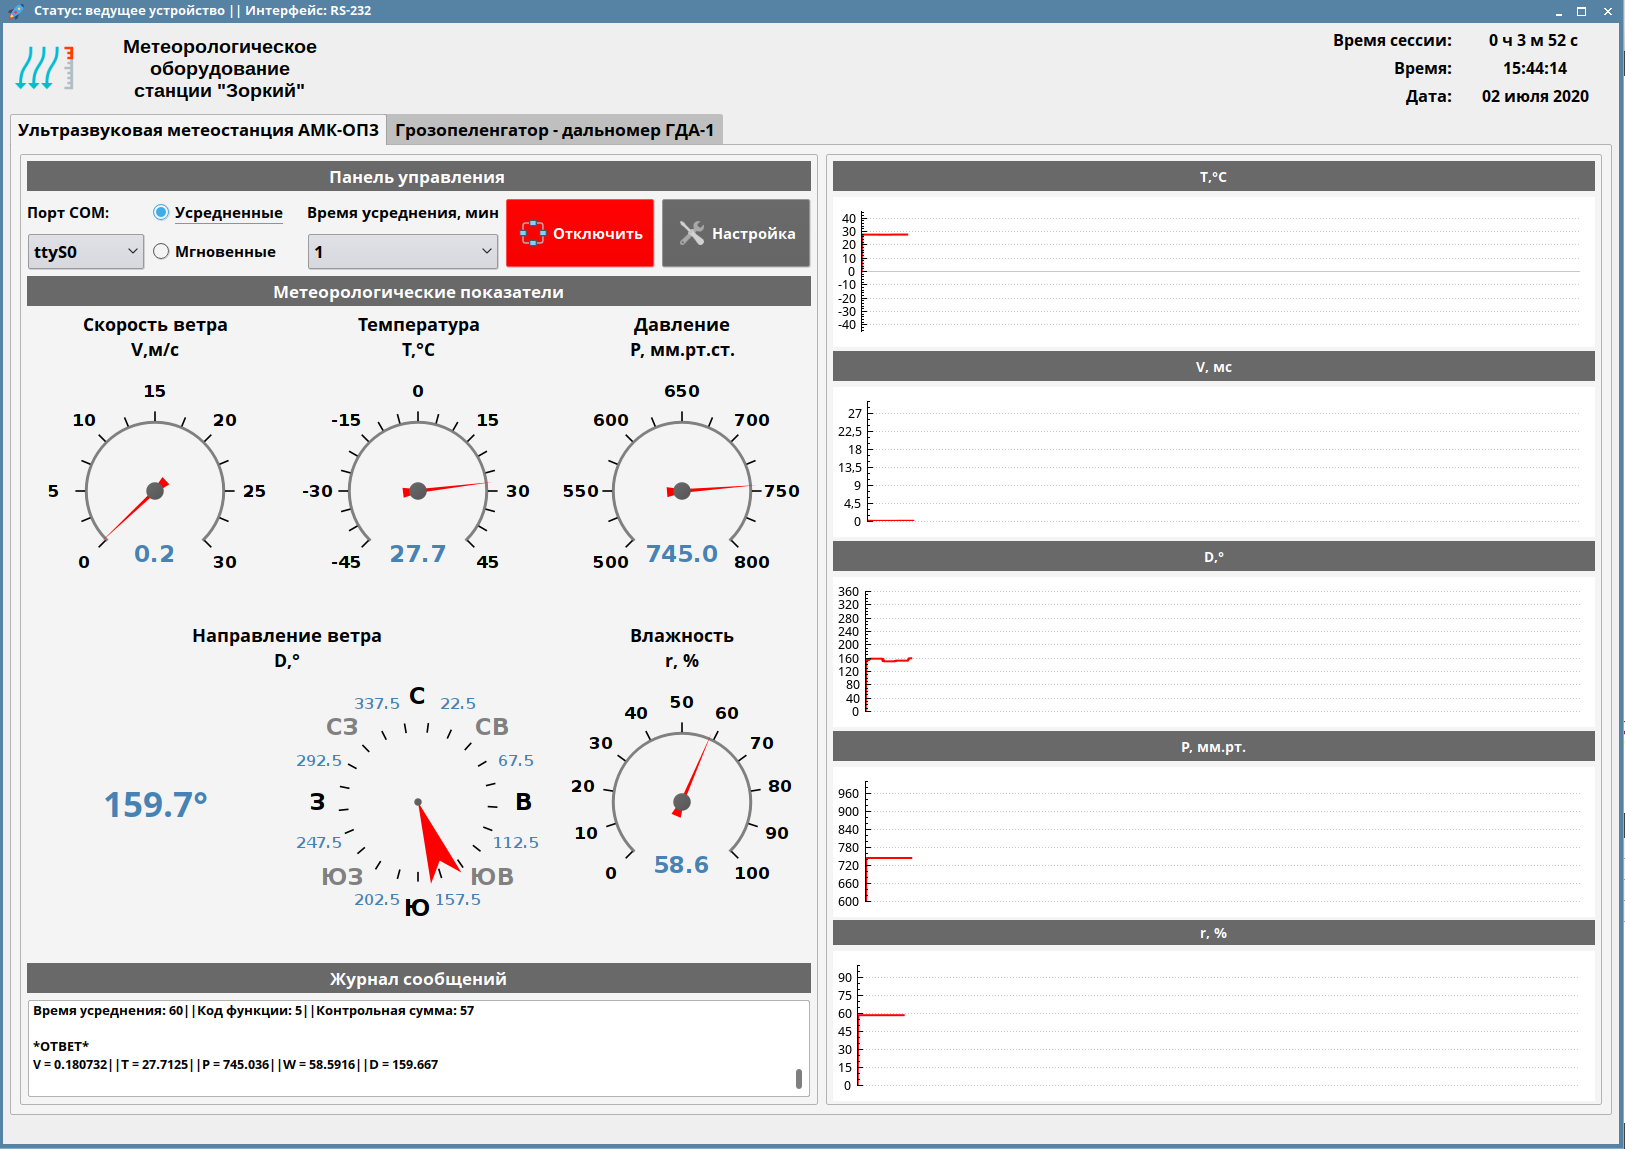 Статус: ведущее устройство || Интерфейс: RS-232
Метеорологическое
оборудование
станции "Зоркий"
Время сессии: 0 ч 3 м 52 с
Время: 15:44:14
Дата: 02 июля 2020
Ультразвуковая метеостанция АМК-ОПЗ Грозопеленгатор - дальномер ГДА-1
Панель управления
Порт COM: Усредненные Время усреднения, мин
ttyS0 Мгновенные 1
Отключить Настройка
Метеорологические показатели
Скорость ветра
V,м/с
0 5 10 15 20 25 30
0.2
Температура
T,°C
-45 -30 -15 0 15 30 45
27.7
Давление
P, мм.рт.ст.
500 550 600 650 700 750 800
745.0
Направление ветра
D,°
159.7°
С 22.5 СВ 67.5 В 112.5 ЮВ 157.5 Ю 202.5 ЮЗ 247.5 З 292.5 СЗ 337.5
Влажность
r, %
0 10 20 30 40 50 60 70 80 90 100
58.6
Журнал сообщений
Время усреднения: 60||Код функции: 5||Контрольная сумма: 57
*ОТВЕТ*
V = 0.180732||T = 27.7125||P = 745.036||W = 58.5916||D = 159.667
T,°C
40
30
20
10
0
-10
-20
-30
-40
V, мс
27
22,5
18
13,5
9
4,5
0
D,°
360
320
280
240
200
160
120
80
40
0
P, мм.рт.
960
900
840
780
720
660
600
r, %
90
75
60
45
30
15
0